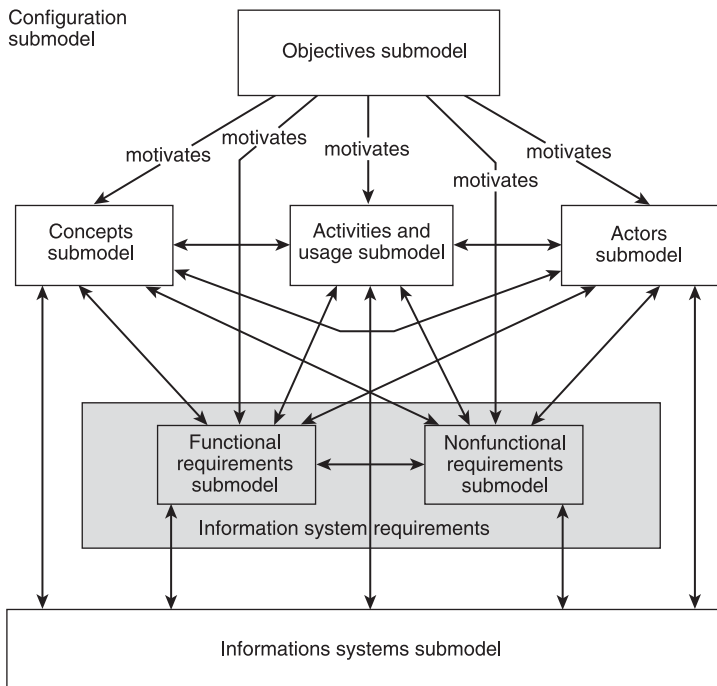 Configuration
submodel
Objectives submodel
motivates
motivates
motivates
motivates
motivates
Concepts
submodel
Activities and
usage submodel
Actors
submodel
Functional
requirements
submodel
Nonfunctional
requirements
submodel
Information system requirements
Informations systems submodel